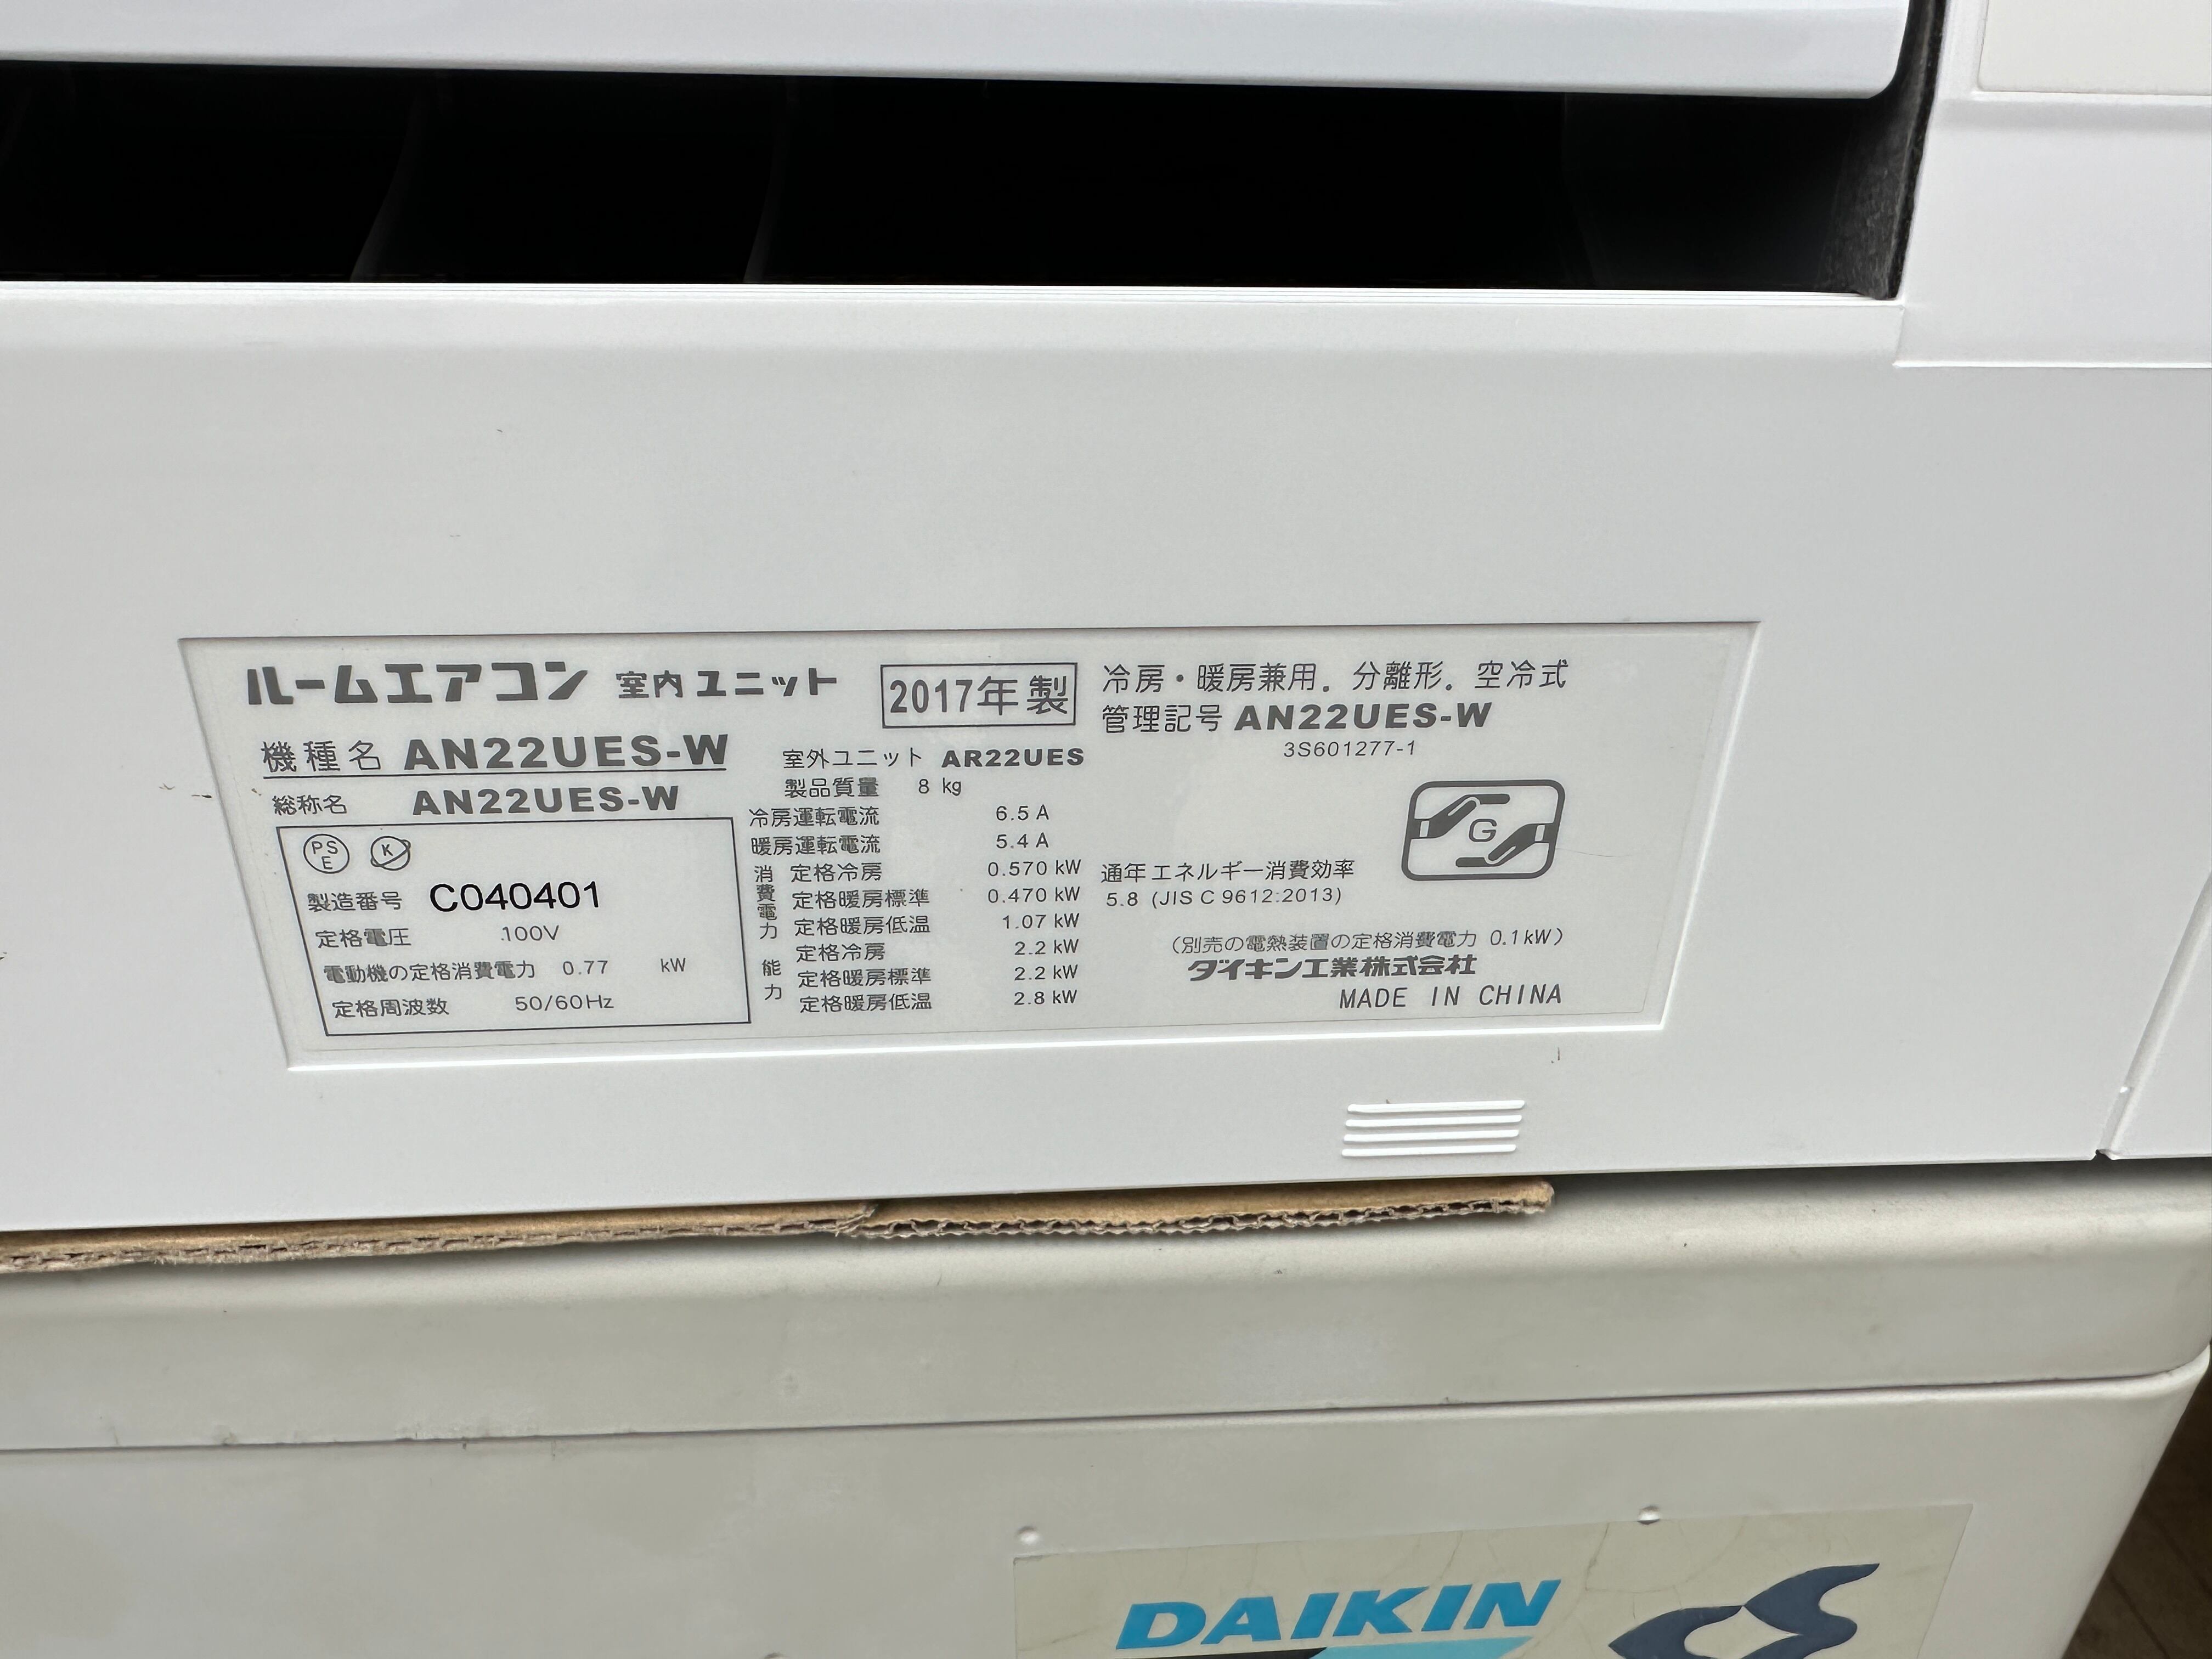 ルームエアコン 室内ユニット
2017年製
冷房・暖房兼用．分離形．空冷式
管理記号 AN22UES-W
3S601277-1
機種名 AN22UES-W
総称名 AN22UES-W
PS
E
K
製造番号 C040401
定格電圧 100V
電動機の定格消費電力 0.77 kW
定格周波数 50/60Hz
室外ユニット AR22UES
製品質量 8 kg
冷房運転電流 6.5 A
暖房運転電流 5.4 A
消費電力
定格冷房 0.570 kW
定格暖房標準 0.470 kW
定格暖房低温 1.07 kW
能力
定格冷房 2.2 kW
定格暖房標準 2.2 kW
定格暖房低温 2.8 kW
G
通年エネルギー消費効率
5.8 (JIS C 9612:2013)
（別売の電熱装置の定格消費電力 0.1kW）
ダイキン工業株式会社
MADE IN CHINA
DAIKIN